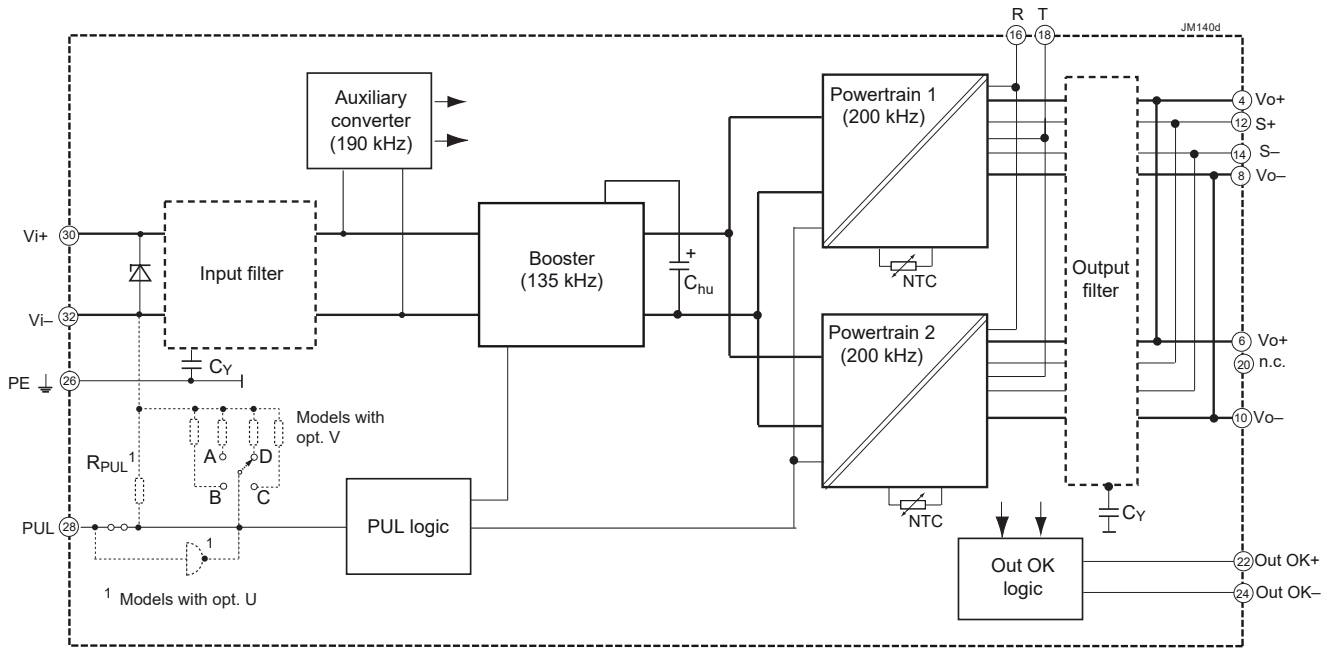 R T
16 18
JM140d
Auxiliary
converter
(190 kHz)
Powertrain 1
(200 kHz)
4 Vo+
12 S+
14 S–
8 Vo–
Vi+ 30
Input filter
Booster
(135 kHz)
+
Chu
NTC
Output
filter
Vi– 32
CY
Powertrain 2
(200 kHz)
6 Vo+
20 n.c.
PE 26
10 Vo–
Models with
opt. V
RPUL1
A D
B C
NTC
CY
PUL 28
PUL logic
1
1 Models with opt. U
Out OK
logic
22 Out OK+
24 Out OK–